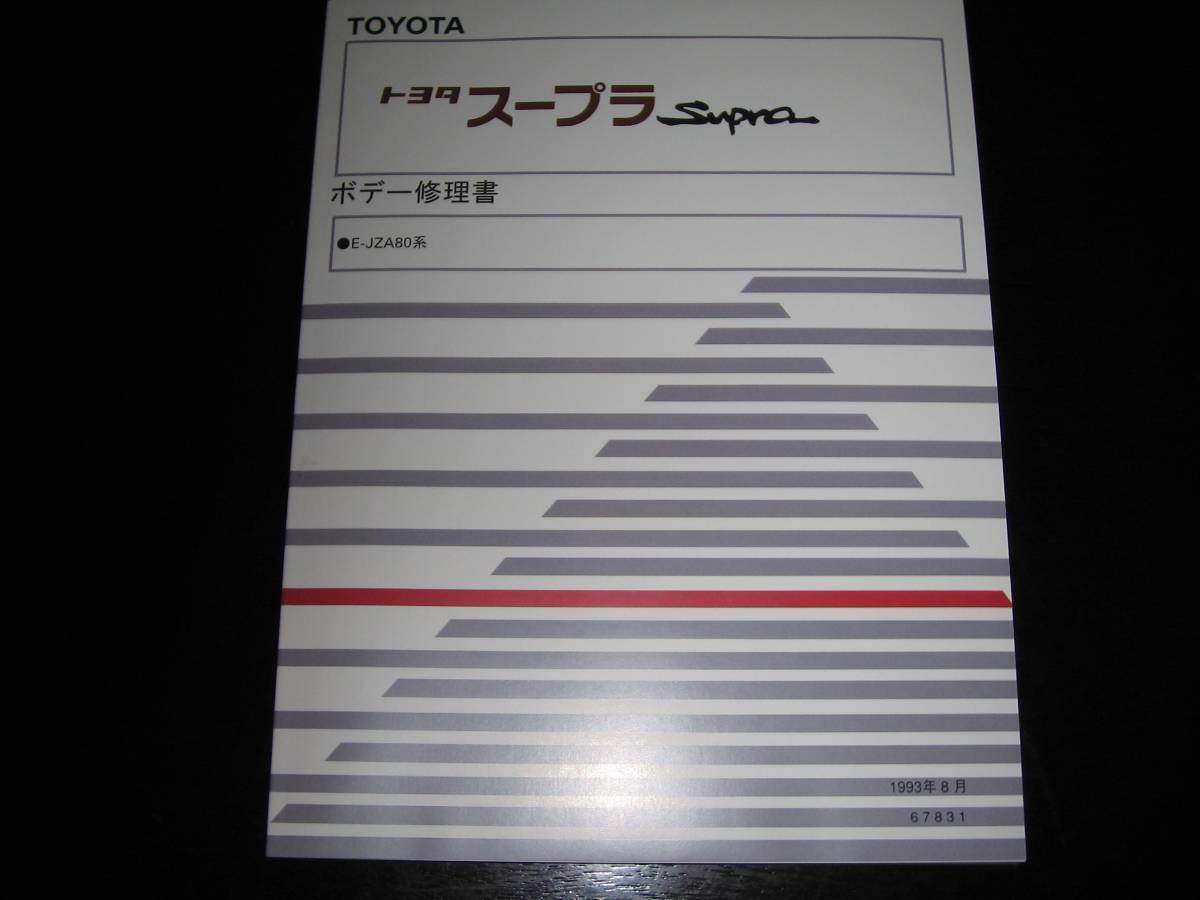 TOYOTA
トヨタ スープラ Supra
ボデー修理書
●E-JZA80系
1993年8月
67831